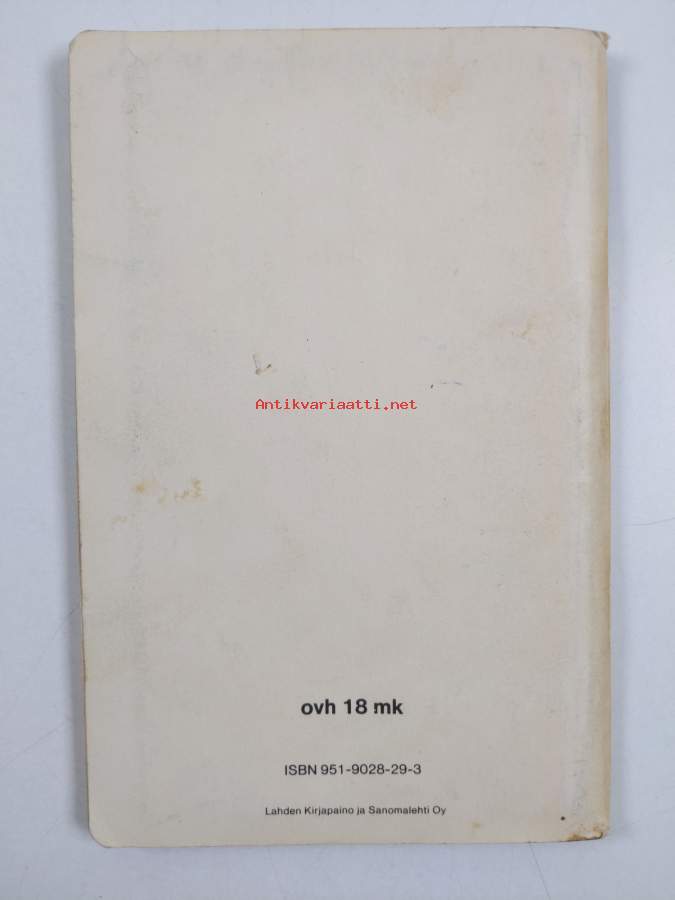 Antikvariaatti.net
ovh 18 mk
ISBN 951-9028-29-3
Lahden Kirjapaino ja Sanomalehti Oy